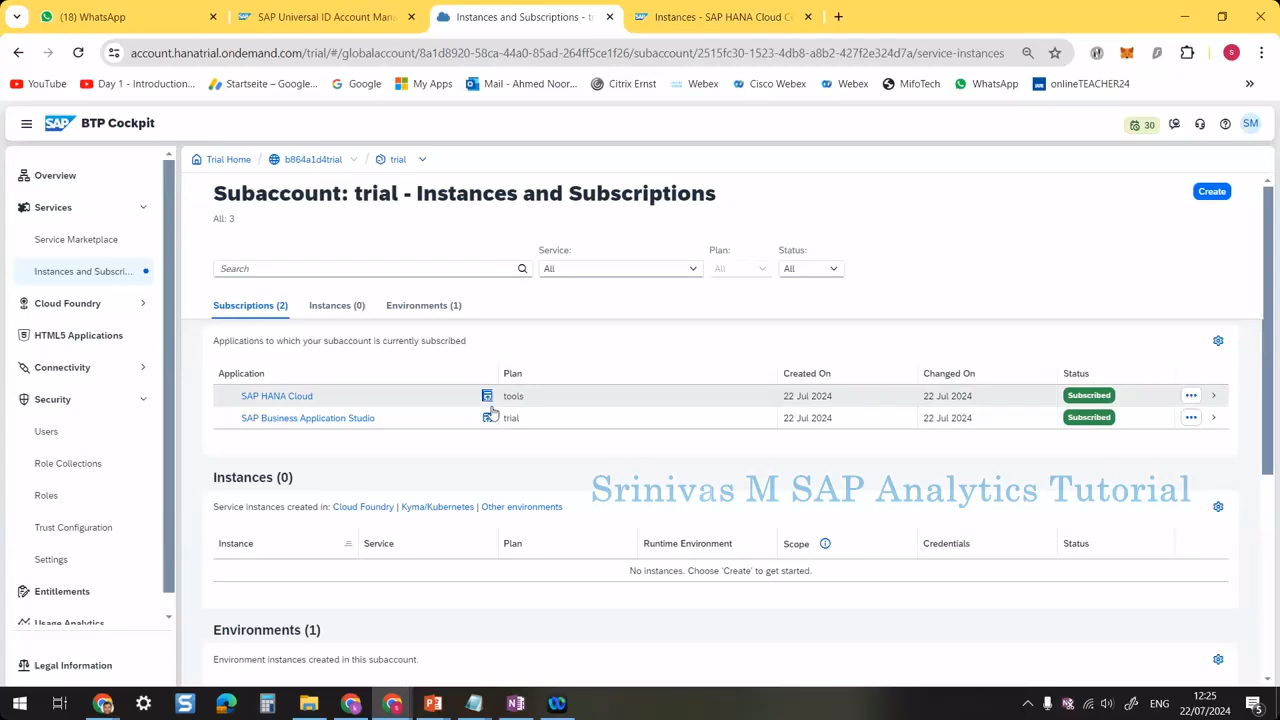 (8) WhatsApp
SAP Universal ID Account Man
Instances and Subscriptions - tr
Instances - SAP HANA Cloud C
account.hanatrial.ondemand.com/trial/#/globalaccount/8a1d8920-58ca-44a0-85ad-264ff5ce1f26/subaccount/2515fc30-1523-4db8-a8b2-427f2e324d7a/service-instances
S
YouTube
Day 1 - Introduction...
Startseite – Google...
Google
My Apps
Mail - Ahmed Noor...
Citrix Ernst
Webex
Cisco Webex
Webex
MifoTech
WhatsApp
onlineTEACHER24
SAP BTP Cockpit
30
SM
Overview
Services
Service Marketplace
Instances and Subscri...
Cloud Foundry
HTML5 Applications
Connectivity
Security
Users
Role Collections
Roles
Trust Configuration
Settings
Entitlements
Usage Analytics
Legal Information
Trial Home / b864a1d4trial / trial
Subaccount: trial - Instances and Subscriptions
Create
All: 3
Service: Plan: Status:
Search All All All
Subscriptions (2) Instances (0) Environments (1)
Applications to which your subaccount is currently subscribed
Application Plan Created On Changed On Status
SAP HANA Cloud tools 22 Jul 2024 22 Jul 2024 Subscribed
SAP Business Application Studio trial 22 Jul 2024 22 Jul 2024 Subscribed
Instances (0)
Srinivas M SAP Analytics Tutorial
Service instances created in: Cloud Foundry | Kyma/Kubernetes | Other environments
Instance Service Plan Runtime Environment Scope Credentials Status
No instances. Choose 'Create' to get started.
Environments (1)
Environment instances created in this subaccount.
ENG
12:25
22/07/2024